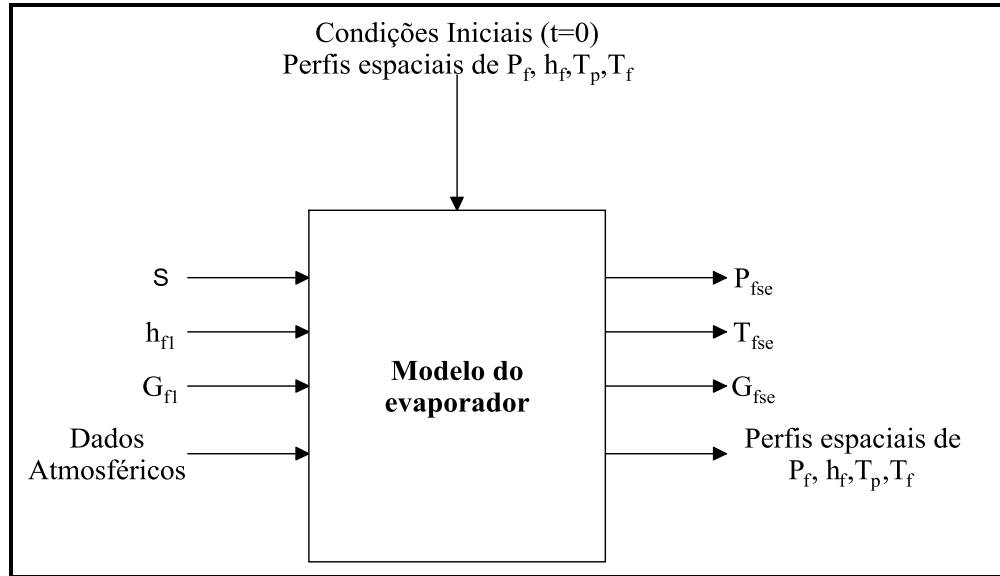 Condições Iniciais (t=0)
Perfis espaciais de Pf, hf,Tp,Tf
S
hf1
Gf1
Dados
Atmosféricos
Modelo do
evaporador
Pfse
Tfse
Gfse
Perfis espaciais de
Pf, hf,Tp,Tf